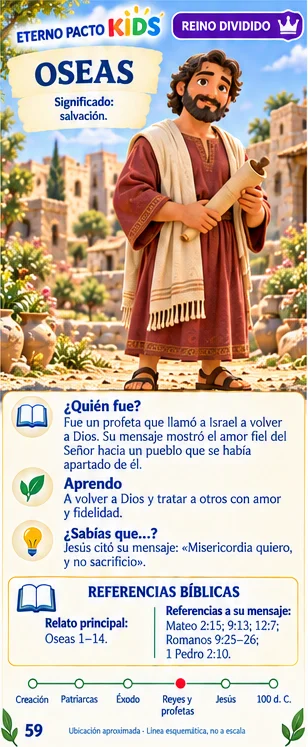 ETERNO PACTO KIDS
REINO DIVIDIDO
OSEAS
Significado:
salvación.
¿Quién fue?
Fue un profeta que llamó a Israel a volver
a Dios. Su mensaje mostró el amor fiel del
Señor hacia un pueblo que se había
apartado de él.
Aprendo
A volver a Dios y tratar a otros con amor
y fidelidad.
¿Sabías que...?
Jesús citó su mensaje: «Misericordia quiero,
y no sacrificio».
REFERENCIAS BÍBLICAS
Relato principal:
Oseas 1–14.
Referencias a su mensaje:
Mateo 2:15; 9:13; 12:7;
Romanos 9:25–26;
1 Pedro 2:10.
Creación
Patriarcas
Éxodo
Reyes y
profetas
Jesús
100 d. C.
59
Ubicación aproximada · Línea esquemática, no a escala